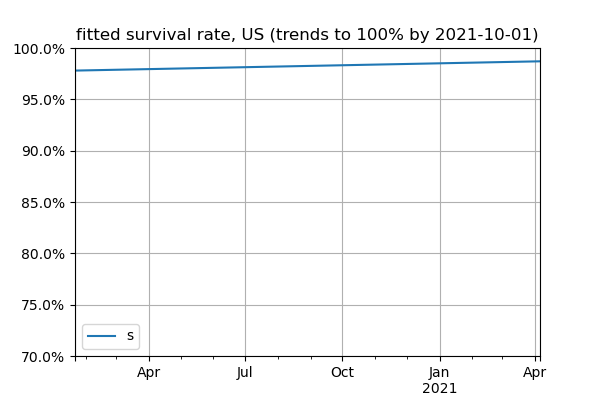 fitted survival rate, US (trends to 100% by 2021-10-01)
100.0%
95.0%
90.0%
85.0%
80.0%
75.0%
70.0%
s
Apr Jul Oct Jan Apr
2021